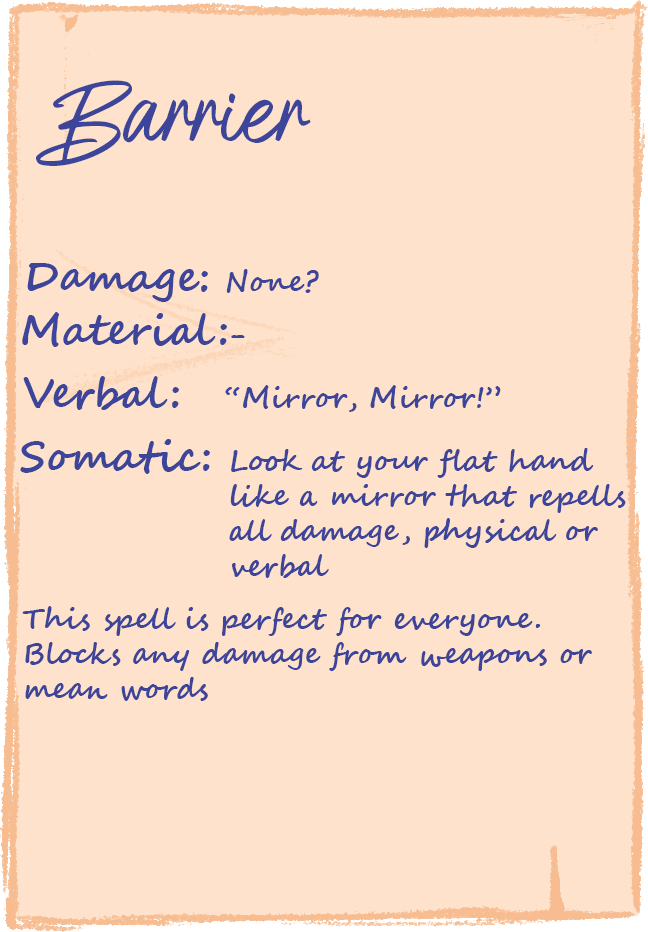 Barrier
Damage: None?
Material:-
Verbal: “Mirror, Mirror!”
Somatic: Look at your flat hand
like a mirror that repells
all damage, physical or
verbal
This spell is perfect for everyone.
Blocks any damage from weapons or
mean words